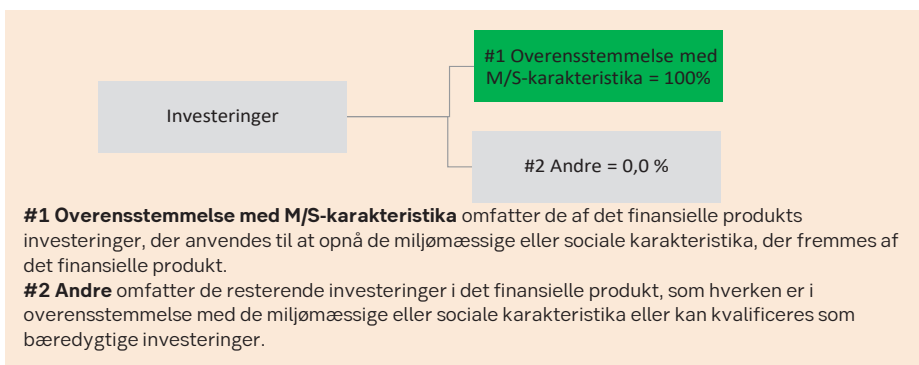 #1 Overensstemmelse med
M/S-karakteristika = 100%
Investeringer
#2 Andre = 0,0 %
#1 Overensstemmelse med M/S-karakteristika omfatter de af det finansielle produkts
investeringer, der anvendes til at opnå de miljømæssige eller sociale karakteristika, der fremmes af
det finansielle produkt.
#2 Andre omfatter de resterende investeringer i det finansielle produkt, som hverken er i
overensstemmelse med de miljømæssige eller sociale karakteristika eller kan kvalificeres som
bæredygtige investeringer.